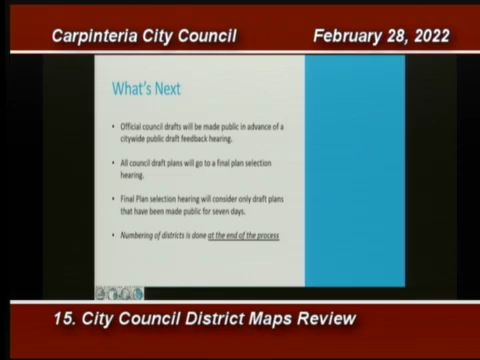 Carpinteria City Council
February 28, 2022
What's Next
• Official council drafts will be made public in advance of a
citywide public draft feedback hearing.
• All council draft plans will go to a final plan selection
hearing.
• Final Plan selection hearing will consider only draft plans
that have been made public for seven days.
• Numbering of districts is done at the end of the process
15. City Council District Maps Review